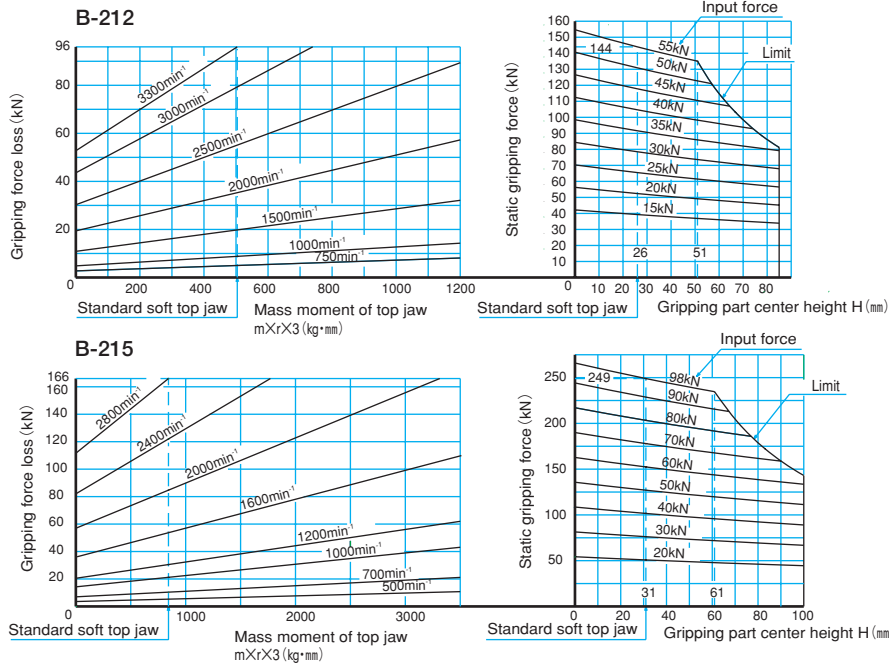 B-212
Gripping force loss (kN)
96
80
60
40
20
3300min⁻¹
3000min⁻¹
2500min⁻¹
2000min⁻¹
1500min⁻¹
1000min⁻¹
750min⁻¹
0 200 400 600 800 1000 1200
Standard soft top jaw
Mass moment of top jaw
m×r×3 (kg・mm)
Input force
Limit
Static gripping force (kN)
160
150
140
130
120
110
100
90
80
70
60
50
40
30
20
10
144
55kN
50kN
45kN
40kN
35kN
30kN
25kN
20kN
15kN
26 51
0 10 20 30 40 50 60 70 80
Standard soft top jaw
Gripping part center height H (mm)
B-215
Gripping force loss (kN)
166
160
140
120
100
80
60
40
20
2800min⁻¹
2400min⁻¹
2000min⁻¹
1600min⁻¹
1200min⁻¹
1000min⁻¹
700min⁻¹
500min⁻¹
0 1000 2000 3000
Standard soft top jaw
Mass moment of top jaw
m×r×3 (kg・mm)
Input force
Limit
Static gripping force (kN)
250
200
150
100
50
249
98kN
90kN
80kN
70kN
60kN
50kN
40kN
30kN
20kN
31 61
0 20 40 60 80 100
Standard soft top jaw
Gripping part center height H (mm